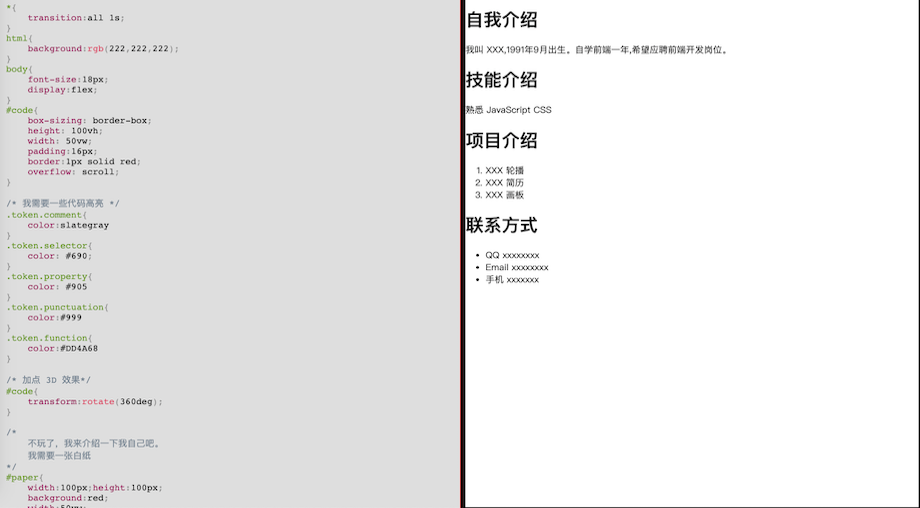 *{
transition:all 1s;
}
html{
background:rgb(222,222,222);
}
body{
font-size:18px;
display:flex;
}
#code{
box-sizing: border-box;
height: 100vh;
width: 50vw;
padding:16px;
border:1px solid red;
overflow: scroll;
}
/* 我需要一些代码高亮 */
.token.comment{
color:slategray
}
.token.selector{
color: #690;
}
.token.property{
color: #905
}
.token.punctuation{
color:#999
}
.token.function{
color:#DD4A68
}
/* 加点 3D 效果*/
#code{
transform:rotate(360deg);
}
/*
不玩了，我来介绍一下我自己吧。
我需要一张白纸
*/
#paper{
width:100px;height:100px;
background:red;
width:50vw;
自我介绍
我叫 XXX,1991年9月出生。自学前端一年,希望应聘前端开发岗位。
技能介绍
熟悉 JavaScript CSS
项目介绍
1. XXX 轮播
2. XXX 简历
3. XXX 画板
联系方式
• QQ xxxxxxxx
• Email xxxxxxxx
• 手机 xxxxxxx